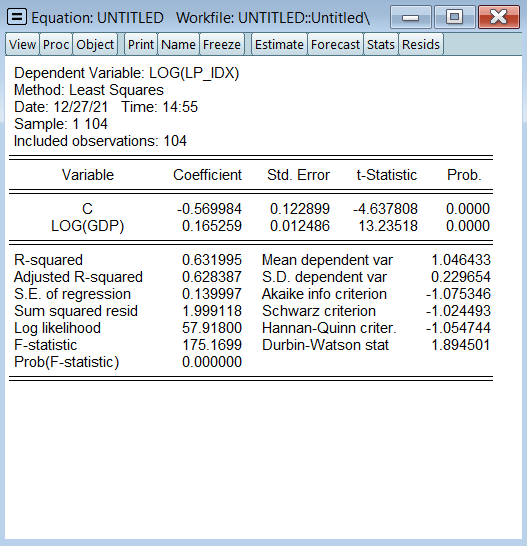 Equation: UNTITLED Workfile: UNTITLED::Untitled\
View Proc Object Print Name Freeze Estimate Forecast Stats Resids
Dependent Variable: LOG(LP_IDX)
Method: Least Squares
Date: 12/27/21 Time: 14:55
Sample: 1 104
Included observations: 104
Variable Coefficient Std. Error t-Statistic Prob.
C -0.569984 0.122899 -4.637808 0.0000
LOG(GDP) 0.165259 0.012486 13.23518 0.0000
R-squared 0.631995 Mean dependent var 1.046433
Adjusted R-squared 0.628387 S.D. dependent var 0.229654
S.E. of regression 0.139997 Akaike info criterion -1.075346
Sum squared resid 1.999118 Schwarz criterion -1.024493
Log likelihood 57.91800 Hannan-Quinn criter. -1.054744
F-statistic 175.1699 Durbin-Watson stat 1.894501
Prob(F-statistic) 0.000000